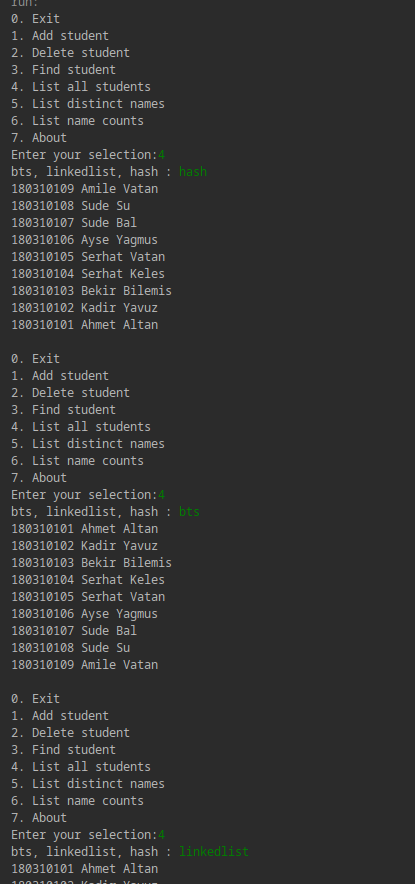 run:
0. Exit
1. Add student
2. Delete student
3. Find student
4. List all students
5. List distinct names
6. List name counts
7. About
Enter your selection:4
bts, linkedlist, hash : hash
180310109 Amile Vatan
180310108 Sude Su
180310107 Sude Bal
180310106 Ayse Yagmus
180310105 Serhat Vatan
180310104 Serhat Keles
180310103 Bekir Bilemis
180310102 Kadir Yavuz
180310101 Ahmet Altan
0. Exit
1. Add student
2. Delete student
3. Find student
4. List all students
5. List distinct names
6. List name counts
7. About
Enter your selection:4
bts, linkedlist, hash : bts
180310101 Ahmet Altan
180310102 Kadir Yavuz
180310103 Bekir Bilemis
180310104 Serhat Keles
180310105 Serhat Vatan
180310106 Ayse Yagmus
180310107 Sude Bal
180310108 Sude Su
180310109 Amile Vatan
0. Exit
1. Add student
2. Delete student
3. Find student
4. List all students
5. List distinct names
6. List name counts
7. About
Enter your selection:4
bts, linkedlist, hash : linkedlist
180310101 Ahmet Altan
180310102 Kadir Yavuz